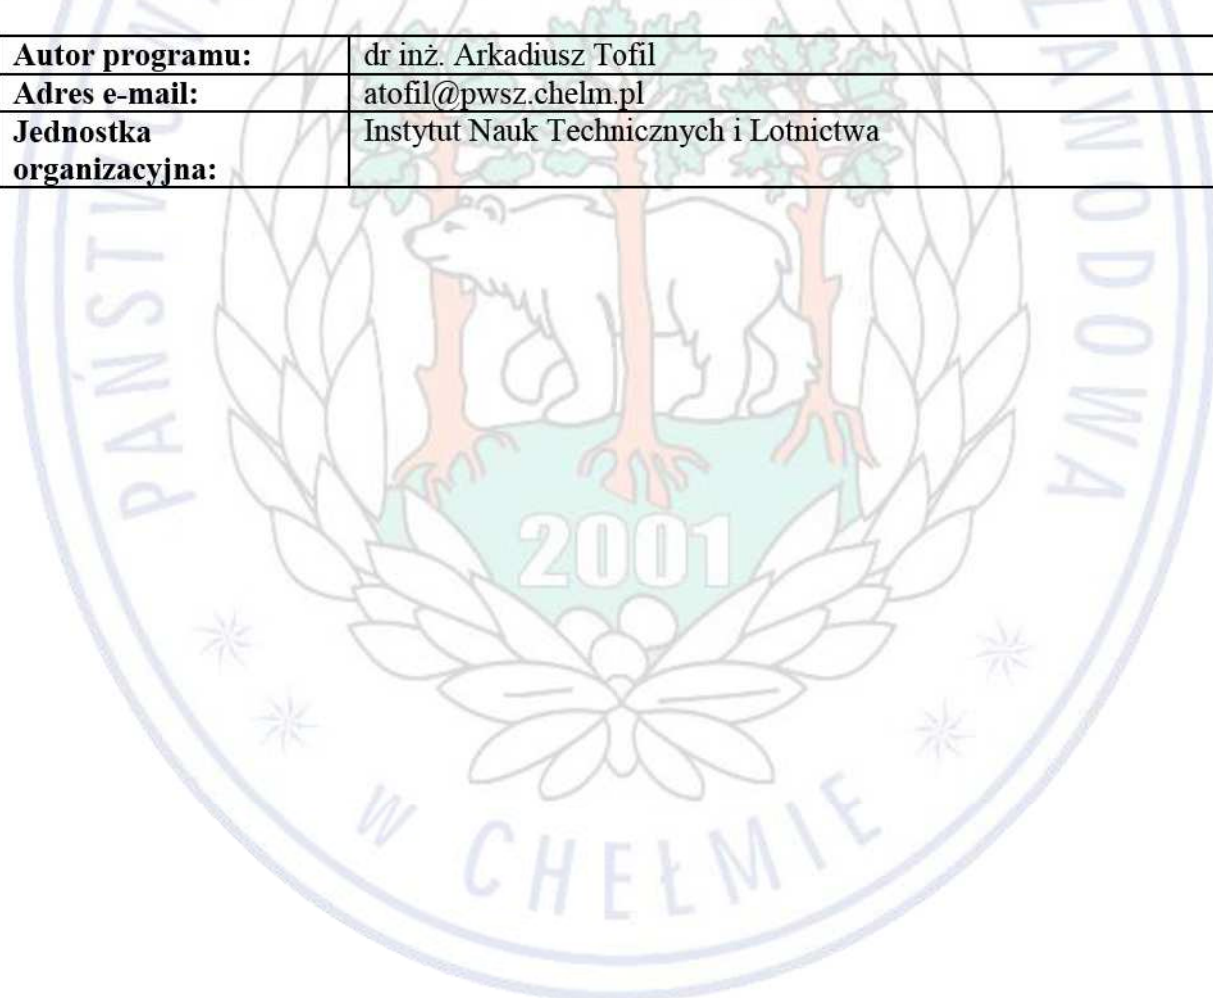 Autor programu: dr inż. Arkadiusz Tofil
Adres e-mail: atofil@pwsz.chelm.pl
Jednostka Instytut Nauk Technicznych i Lotnictwa
organizacyjna:
PAŃSTWOW
ZAWODOWA
2001
W CHEŁMIE